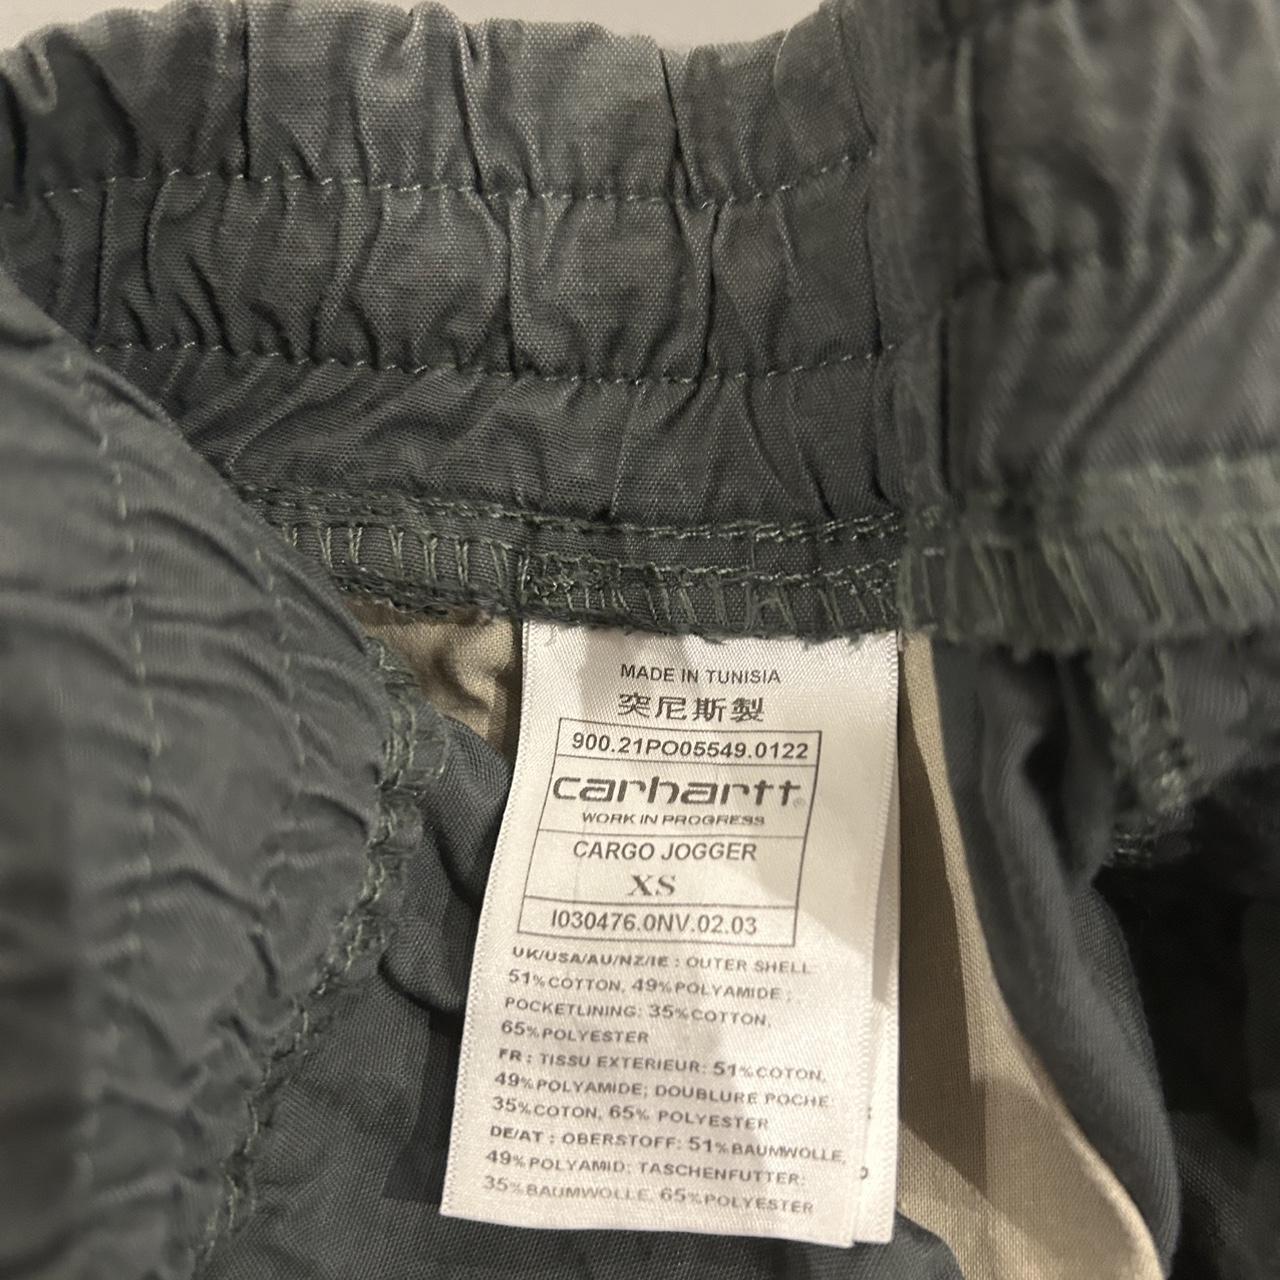 MADE IN TUNISIA
突尼斯製
900.21PO05549.0122
carhartt®
WORK IN PROGRESS
CARGO JOGGER
XS
I030476.0NV.02.03
UK/USA/AU/NZ/IE : OUTER SHELL:
51%COTTON, 49%POLYAMIDE ;
POCKETLINING: 35%COTTON,
65%POLYESTER
FR : TISSU EXTERIEUR: 51%COTON,
49%POLYAMIDE; DOUBLURE POCHE:
35%COTON, 65% POLYESTER
DE/AT : OBERSTOFF: 51%BAUMWOLLE,
49%POLYAMID; TASCHENFUTTER:
35%BAUMWOLLE, 65%POLYESTER